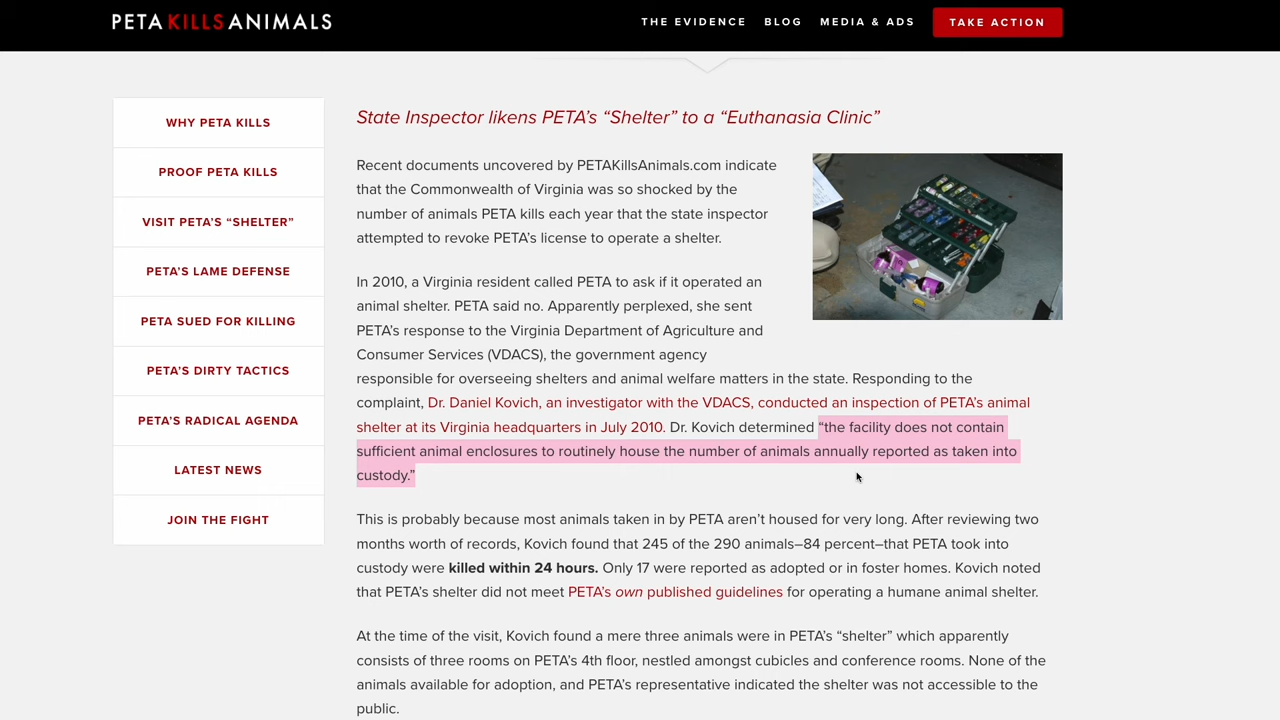 PETAKILLSANIMALS
THE EVIDENCE BLOG MEDIA & ADS TAKE ACTION
WHY PETA KILLS
PROOF PETA KILLS
VISIT PETA’S “SHELTER”
PETA’S LAME DEFENSE
PETA SUED FOR KILLING
PETA’S DIRTY TACTICS
PETA’S RADICAL AGENDA
LATEST NEWS
JOIN THE FIGHT
State Inspector likens PETA’s “Shelter” to a “Euthanasia Clinic”
Recent documents uncovered by PETAKillsAnimals.com indicate
that the Commonwealth of Virginia was so shocked by the
number of animals PETA kills each year that the state inspector
attempted to revoke PETA’s license to operate a shelter.
In 2010, a Virginia resident called PETA to ask if it operated an
animal shelter. PETA said no. Apparently perplexed, she sent
PETA’s response to the Virginia Department of Agriculture and
Consumer Services (VDACS), the government agency
responsible for overseeing shelters and animal welfare matters in the state. Responding to the
complaint, Dr. Daniel Kovich, an investigator with the VDACS, conducted an inspection of PETA’s animal
shelter at its Virginia headquarters in July 2010. Dr. Kovich determined “the facility does not contain
sufficient animal enclosures to routinely house the number of animals annually reported as taken into
custody.”
This is probably because most animals taken in by PETA aren’t housed for very long. After reviewing two
months worth of records, Kovich found that 245 of the 290 animals–84 percent–that PETA took into
custody were killed within 24 hours. Only 17 were reported as adopted or in foster homes. Kovich noted
that PETA’s shelter did not meet PETA’s own published guidelines for operating a humane animal shelter.
At the time of the visit, Kovich found a mere three animals were in PETA’s “shelter” which apparently
consists of three rooms on PETA’s 4th floor, nestled amongst cubicles and conference rooms. None of the
animals available for adoption, and PETA’s representative indicated the shelter was not accessible to the
public.